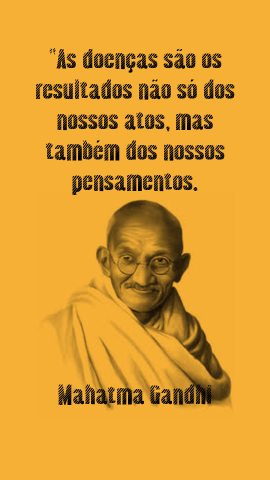 "As doenças são os
resultados não só dos
nossos atos, mas
também dos nossos
pensamentos.
Mahatma Gandhi